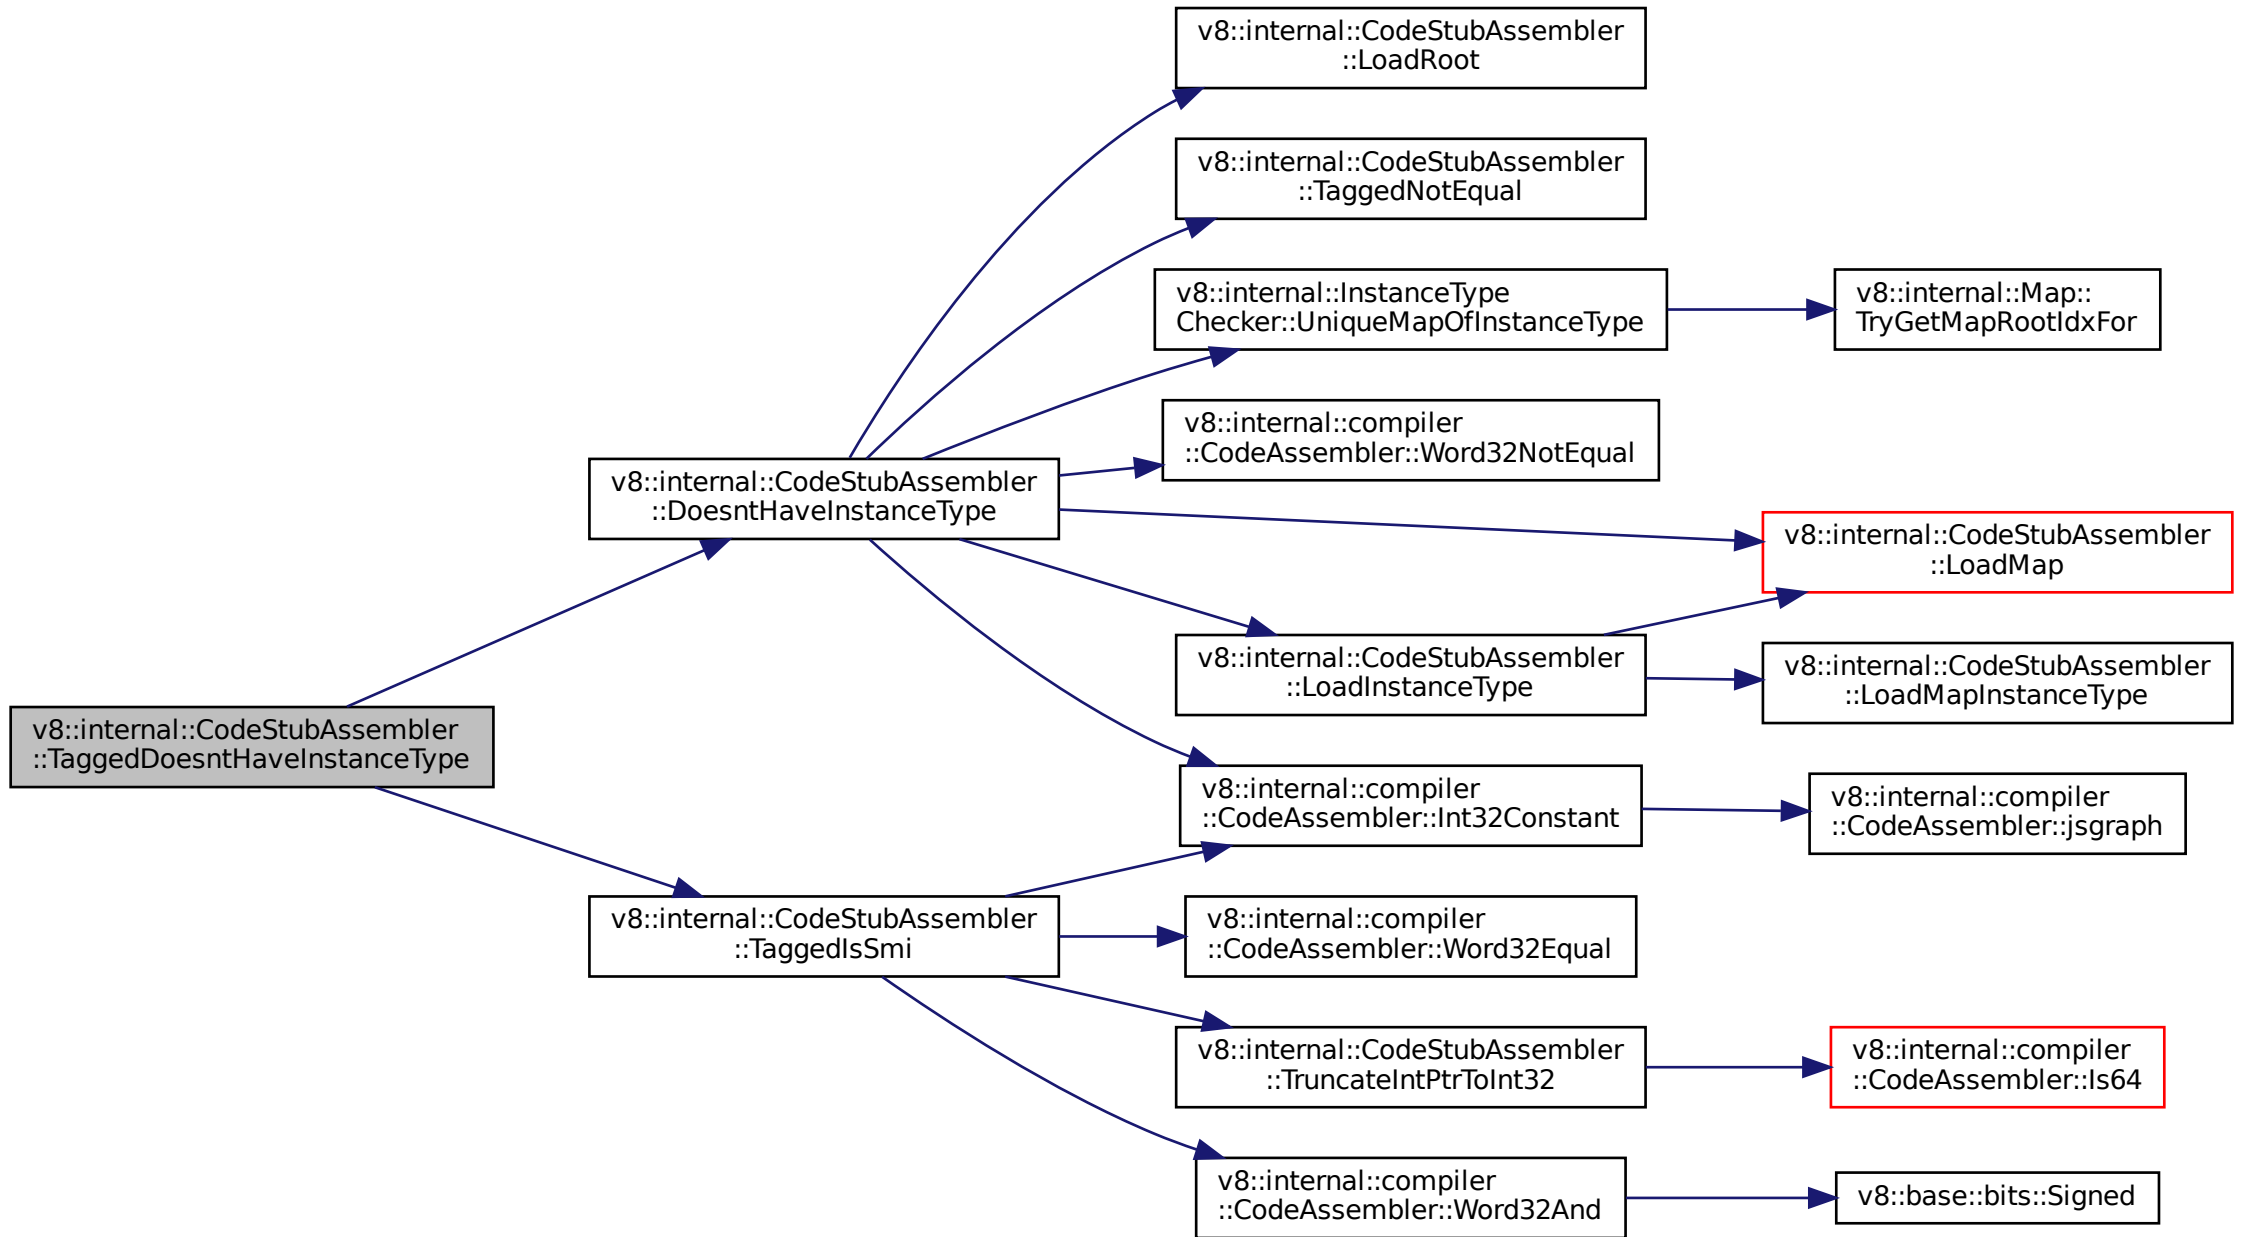 v8::internal::CodeStubAssembler
::LoadRoot
v8::internal::CodeStubAssembler
::TaggedNotEqual
v8::internal::InstanceType
Checker::UniqueMapOfInstanceType
v8::internal::Map::
TryGetMapRootIdxFor
v8::internal::compiler
::CodeAssembler::Word32NotEqual
v8::internal::CodeStubAssembler
::DoesntHaveInstanceType
v8::internal::CodeStubAssembler
::LoadMap
v8::internal::CodeStubAssembler
::LoadInstanceType
v8::internal::CodeStubAssembler
::LoadMapInstanceType
v8::internal::CodeStubAssembler
::TaggedDoesntHaveInstanceType
v8::internal::compiler
::CodeAssembler::Int32Constant
v8::internal::compiler
::CodeAssembler::jsgraph
v8::internal::CodeStubAssembler
::TaggedIsSmi
v8::internal::compiler
::CodeAssembler::Word32Equal
v8::internal::CodeStubAssembler
::TruncateIntPtrToInt32
v8::internal::compiler
::CodeAssembler::Is64
v8::internal::compiler
::CodeAssembler::Word32And
v8::base::bits::Signed